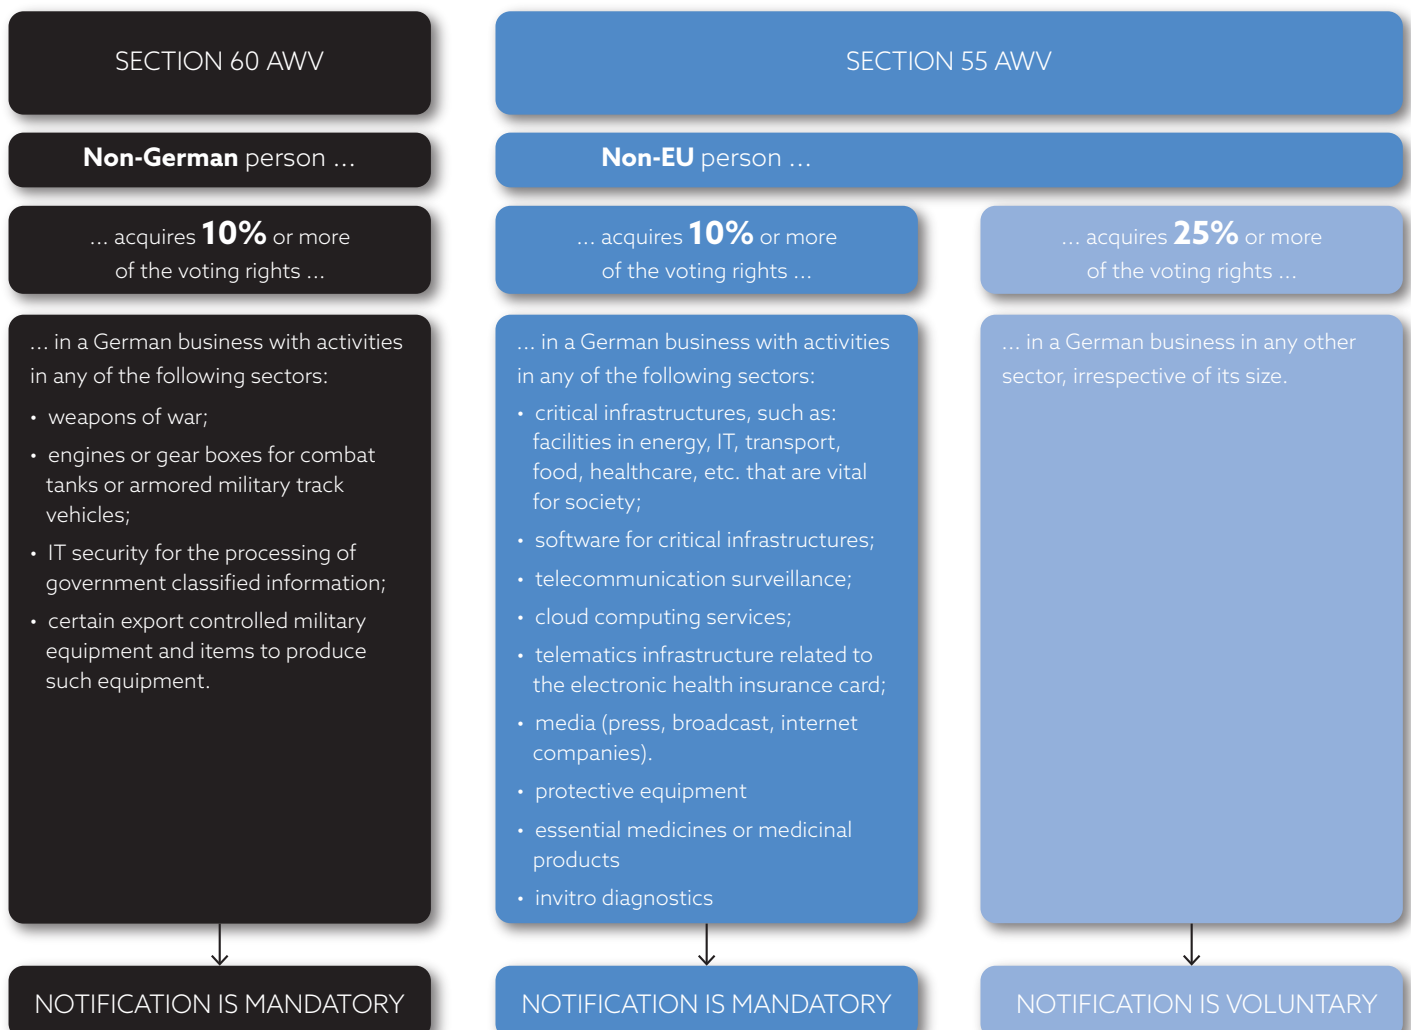 SECTION 60 AWV
Non-German person ...
... acquires 10% or more
of the voting rights ...
... in a German business with activities
in any of the following sectors:
• weapons of war;
• engines or gear boxes for combat
tanks or armored military track
vehicles;
• IT security for the processing of
government classified information;
• certain export controlled military
equipment and items to produce
such equipment.
NOTIFICATION IS MANDATORY
SECTION 55 AWV
Non-EU person ...
... acquires 10% or more
of the voting rights ...
... in a German business with activities
in any of the following sectors:
• critical infrastructures, such as:
facilities in energy, IT, transport,
food, healthcare, etc. that are vital
for society;
• software for critical infrastructures;
• telecommunication surveillance;
• cloud computing services;
• telematics infrastructure related to
the electronic health insurance card;
• media (press, broadcast, internet
companies).
• protective equipment
• essential medicines or medicinal
products
• invitro diagnostics
NOTIFICATION IS MANDATORY
... acquires 25% or more
of the voting rights ...
... in a German business in any other
sector, irrespective of its size.
NOTIFICATION IS VOLUNTARY